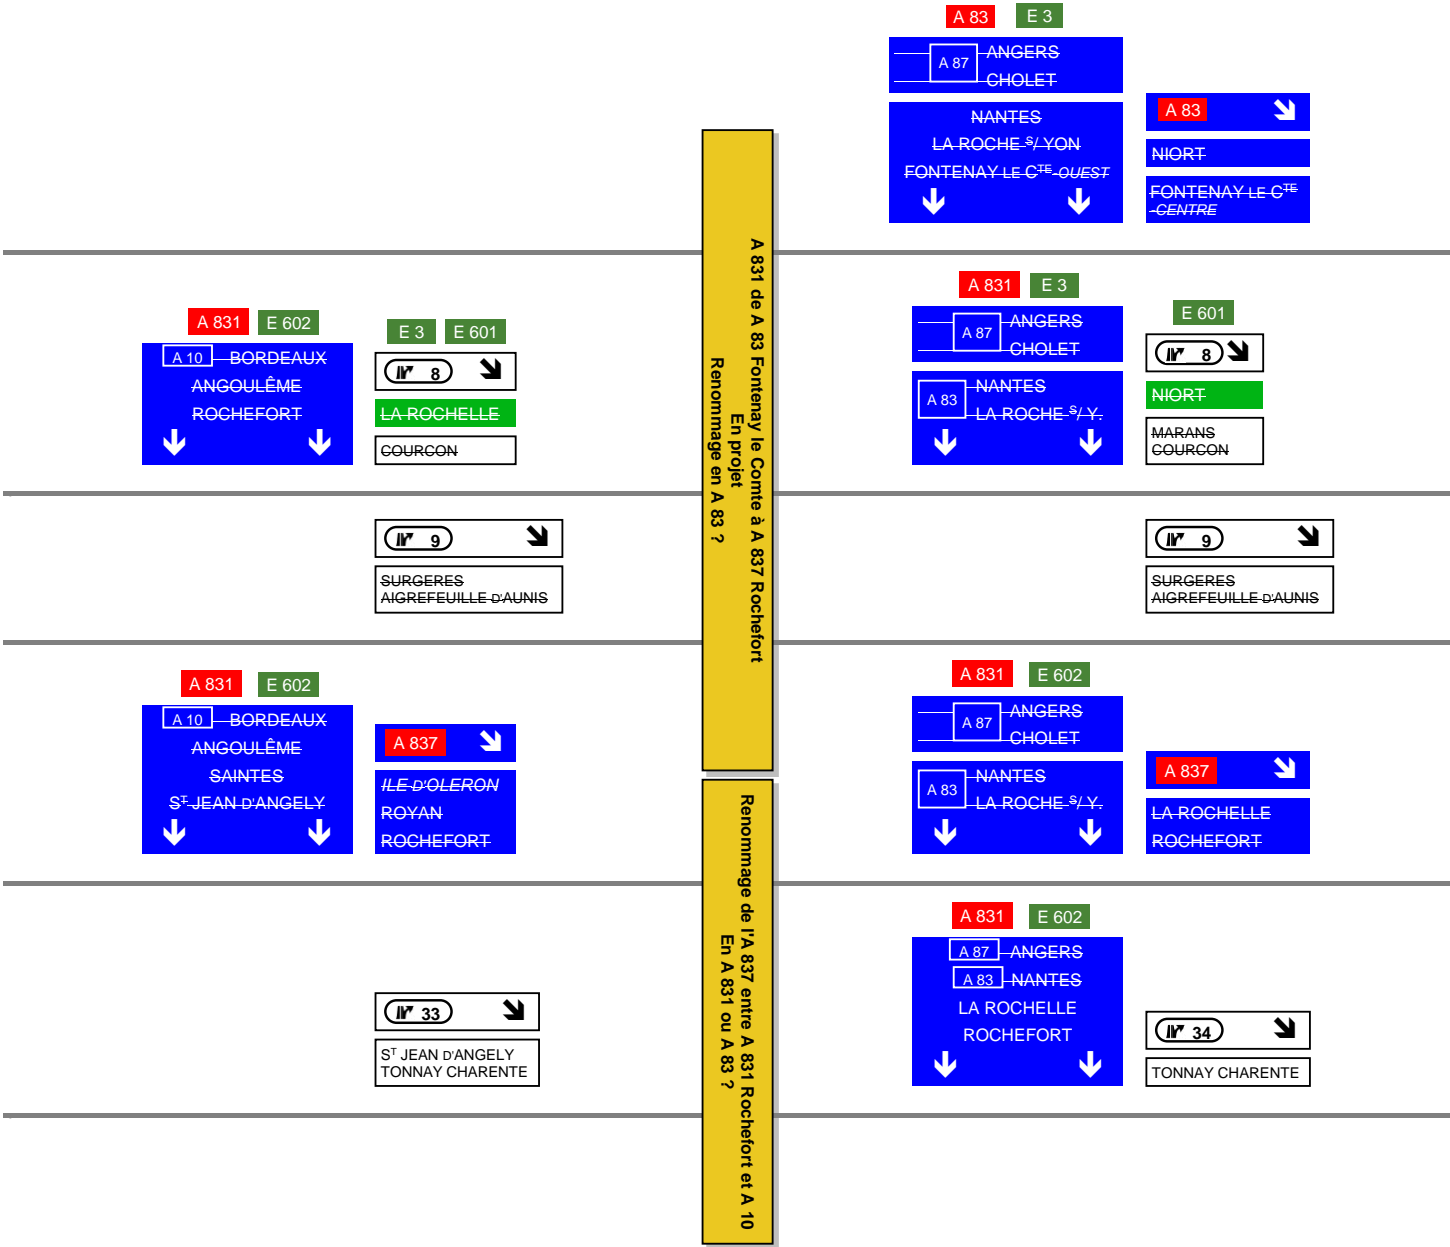 A 83 E 3
A 87 ANGERS
CHOLET
NANTES
LA ROCHE S/ YON
FONTENAY LE CTE -OUEST
A 83
NIORT
FONTENAY LE CTE
-CENTRE
A 831 de A 83 Fontenay le Comte à A 837 Rochefort
En projet
Renommage en A 83 ?
A 831 E 602
A 10 BORDEAUX
ANGOULÊME
ROCHEFORT
E 3 E 601
8
LA ROCHELLE
COURCON
A 831 E 3
A 87 ANGERS
CHOLET
A 83 NANTES
LA ROCHE S/ Y.
E 601
8
NIORT
MARANS
COURCON
9
SURGERES
AIGREFEUILLE D'AUNIS
9
SURGERES
AIGREFEUILLE D'AUNIS
A 831 E 602
A 10 BORDEAUX
ANGOULÊME
SAINTES
ST JEAN D'ANGELY
A 837
ILE D'OLERON
ROYAN
ROCHEFORT
A 831 E 602
A 87 ANGERS
CHOLET
A 83 NANTES
LA ROCHE S/ Y.
A 837
LA ROCHELLE
ROCHEFORT
Renommage de l'A 837 entre A 831 Rochefort et A 10
En A 831 ou A 83 ?
33
ST JEAN D'ANGELY
TONNAY CHARENTE
A 831 E 602
A 87 ANGERS
A 83 NANTES
LA ROCHELLE
ROCHEFORT
34
TONNAY CHARENTE